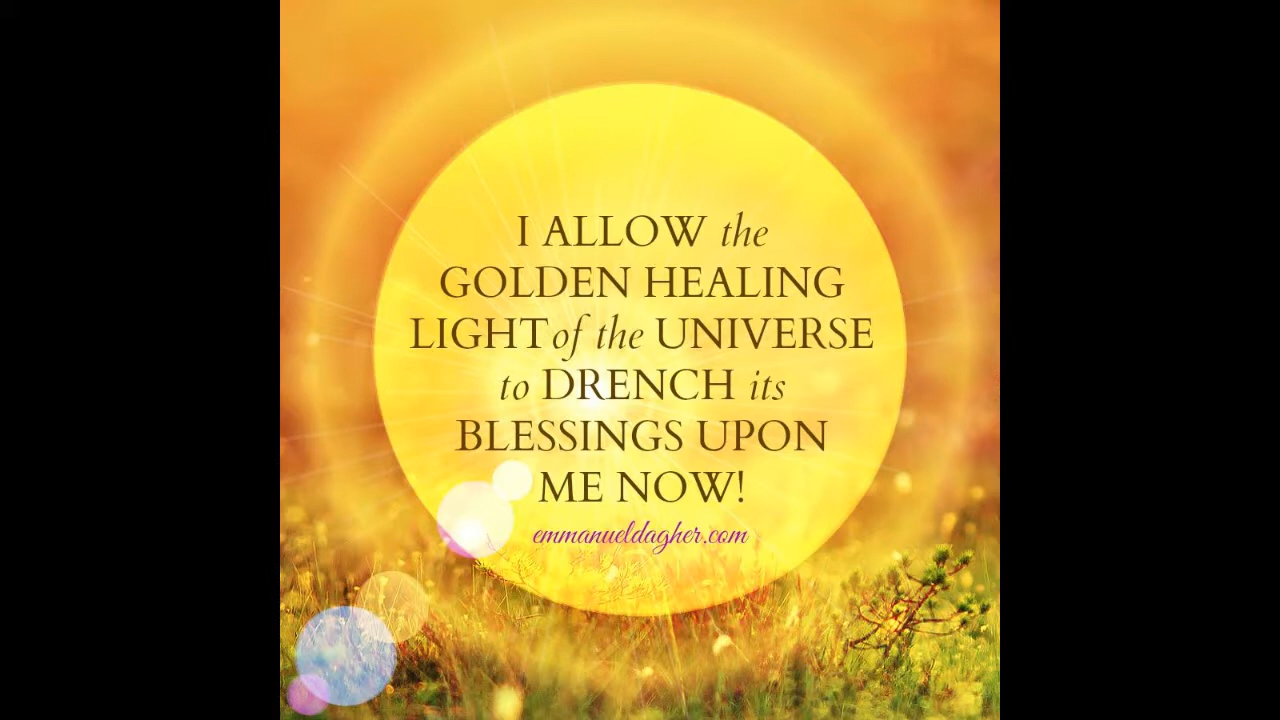 I ALLOW the
GOLDEN HEALING
LIGHT of the UNIVERSE
to DRENCH its
BLESSINGS UPON
ME NOW!
emmanueldagher.com